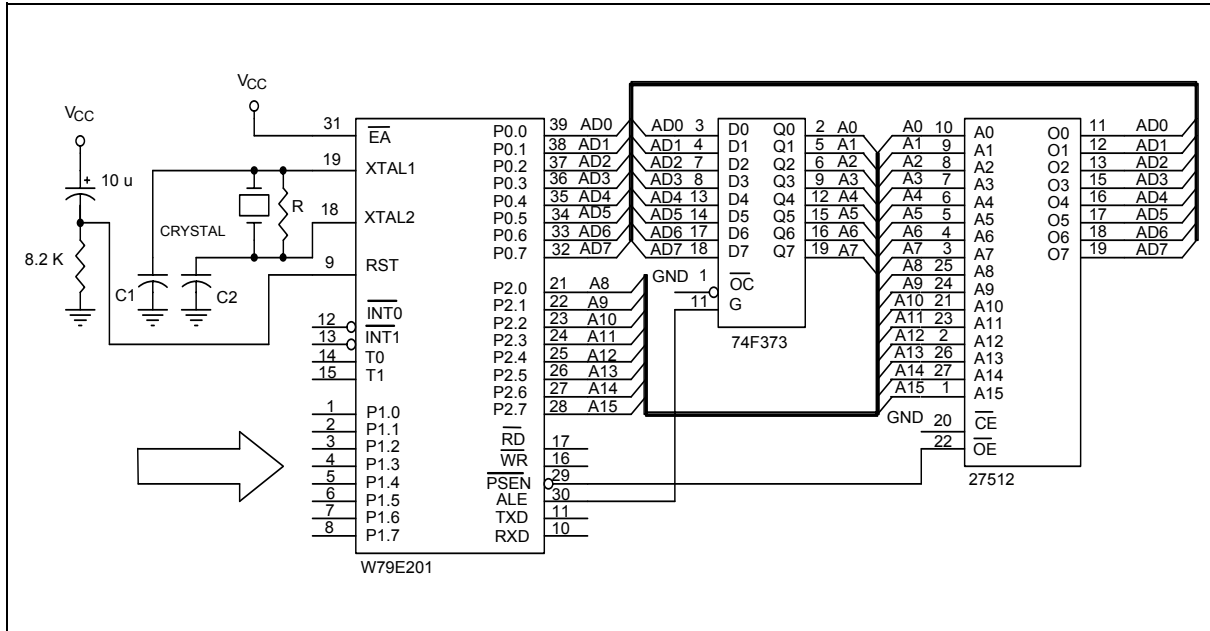 VCC
VCC
10 u
8.2 K
C1
C2
CRYSTAL
R
31 EA
19 XTAL1
18 XTAL2
9 RST
12 INT0
13 INT1
14 T0
15 T1
1 P1.0
2 P1.1
3 P1.2
4 P1.3
5 P1.4
6 P1.5
7 P1.6
8 P1.7
P0.0 39 AD0
P0.1 38 AD1
P0.2 37 AD2
P0.3 36 AD3
P0.4 35 AD4
P0.5 34 AD5
P0.6 33 AD6
P0.7 32 AD7
P2.0 21 A8
P2.1 22 A9
P2.2 23 A10
P2.3 24 A11
P2.4 25 A12
P2.5 26 A13
P2.6 27 A14
P2.7 28 A15
RD 17
WR 16
PSEN 29
ALE 30
TXD 11
RXD 10
W79E201
AD0 3 D0 Q0 2 A0
AD1 4 D1 Q1 5 A1
AD2 7 D2 Q2 6 A2
AD3 8 D3 Q3 9 A3
AD4 13 D4 Q4 12 A4
AD5 14 D5 Q5 15 A5
AD6 17 D6 Q6 16 A6
AD7 18 D7 Q7 19 A7
GND 1 OC
11 G
74F373
A0 10 A0 O0 11 AD0
A1 9 A1 O1 12 AD1
A2 8 A2 O2 13 AD2
A3 7 A3 O3 15 AD3
A4 6 A4 O4 16 AD4
A5 5 A5 O5 17 AD5
A6 4 A6 O6 18 AD6
A7 3 A7 O7 19 AD7
A8 25 A8
A9 24 A9
A10 21 A10
A11 23 A11
A12 2 A12
A13 26 A13
A14 27 A14
A15 1 A15
GND 20 CE
22 OE
27512